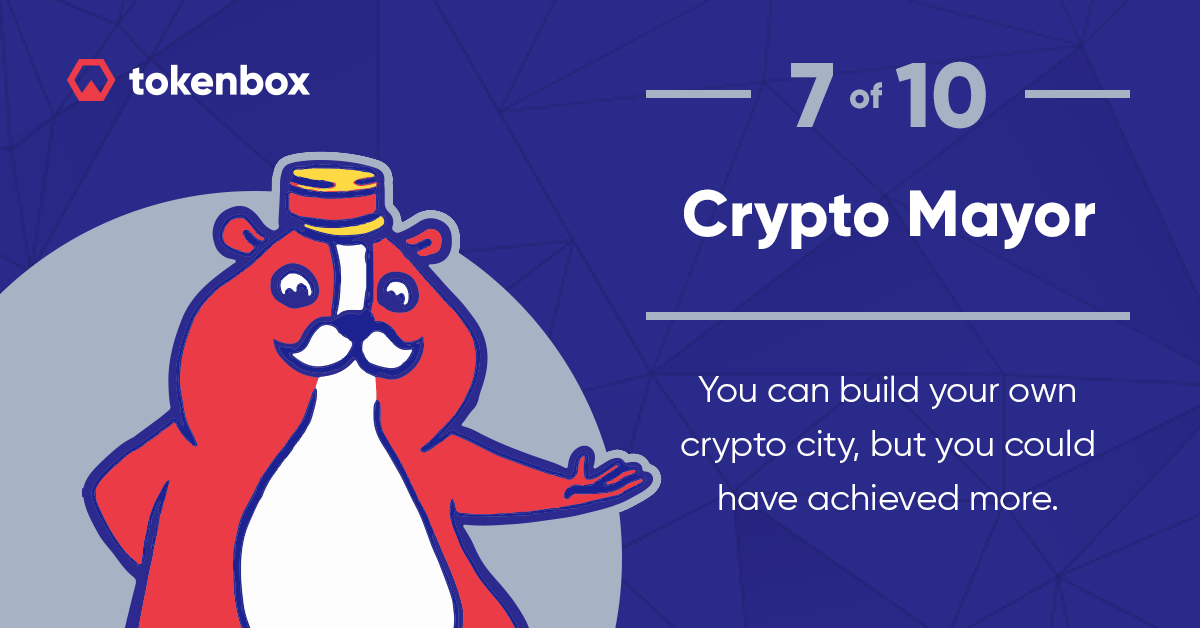 tokenbox
7 of 10
Crypto Mayor
You can build your own
crypto city, but you could
have achieved more.